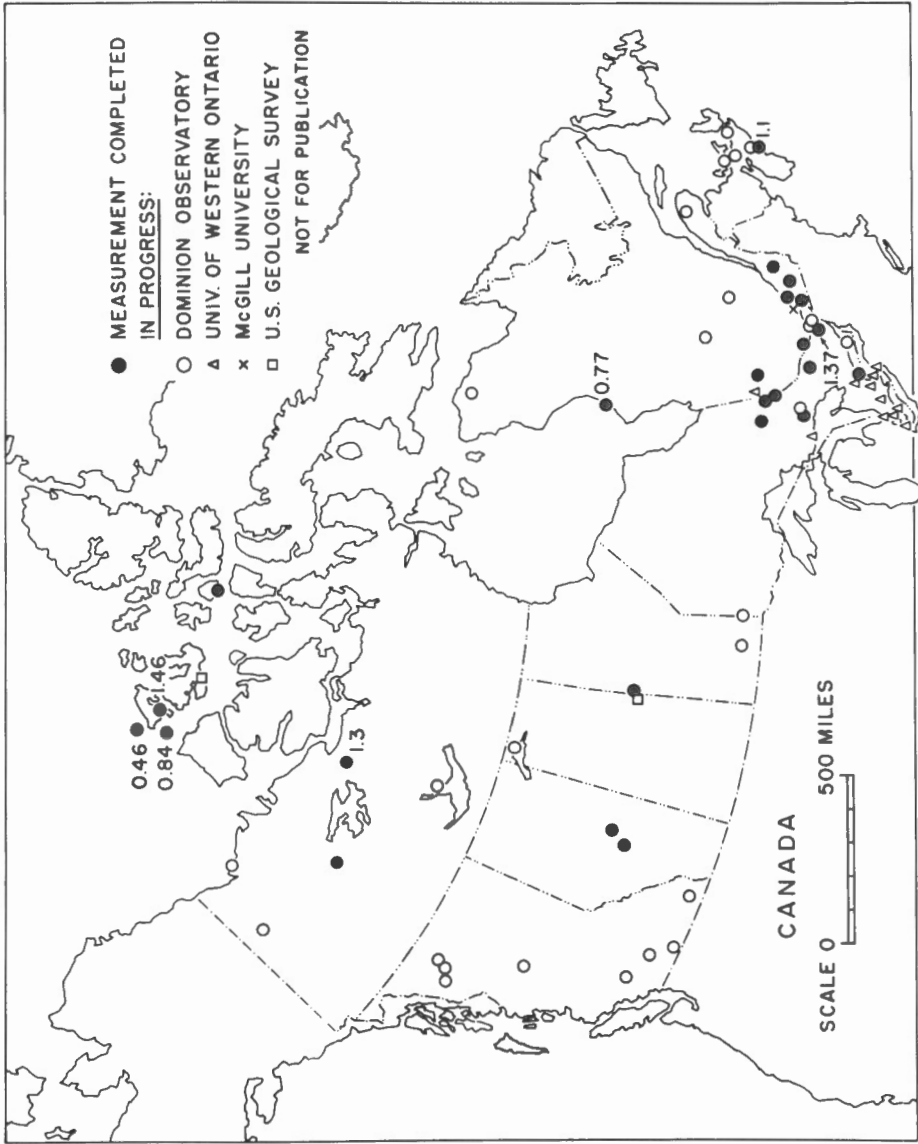 ● MEASUREMENT COMPLETED
IN PROGRESS:
○ DOMINION OBSERVATORY
△ UNIV. OF WESTERN ONTARIO
× McGILL UNIVERSITY
□ U.S. GEOLOGICAL SURVEY
NOT FOR PUBLICATION
0.46
1.46
0.84
1.3
0.77
1.1
1.37
CANADA
SCALE 0 500 MILES